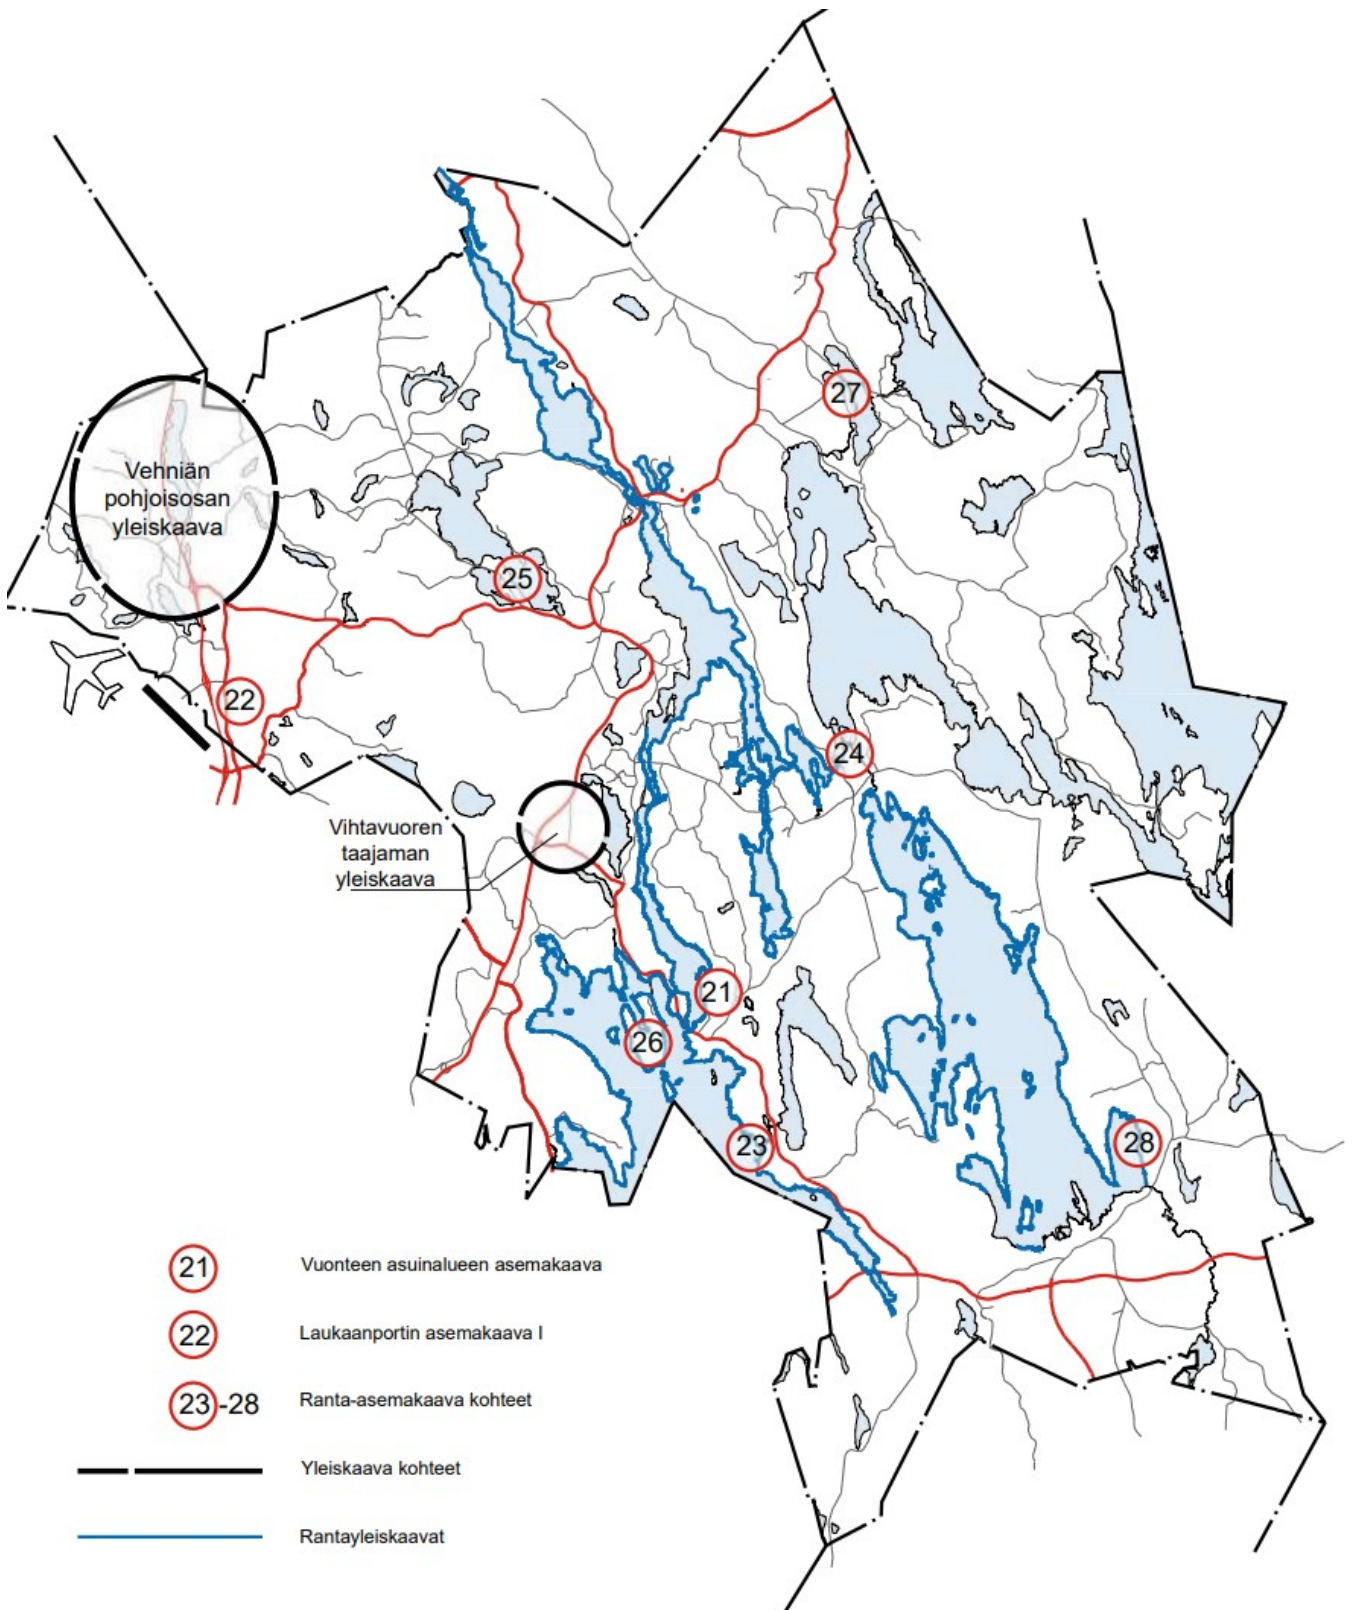 27
Vehniän
pohjoisosan
yleiskaava
25
22
24
Vihtavuoren
taajaman
yleiskaava
21
26
23
28
21 Vuonteen asuinalueen asemakaava
22 Laukaanportin asemakaava I
23 -28 Ranta-asemakaava kohteet
Yleiskaava kohteet
Rantayleiskaavat